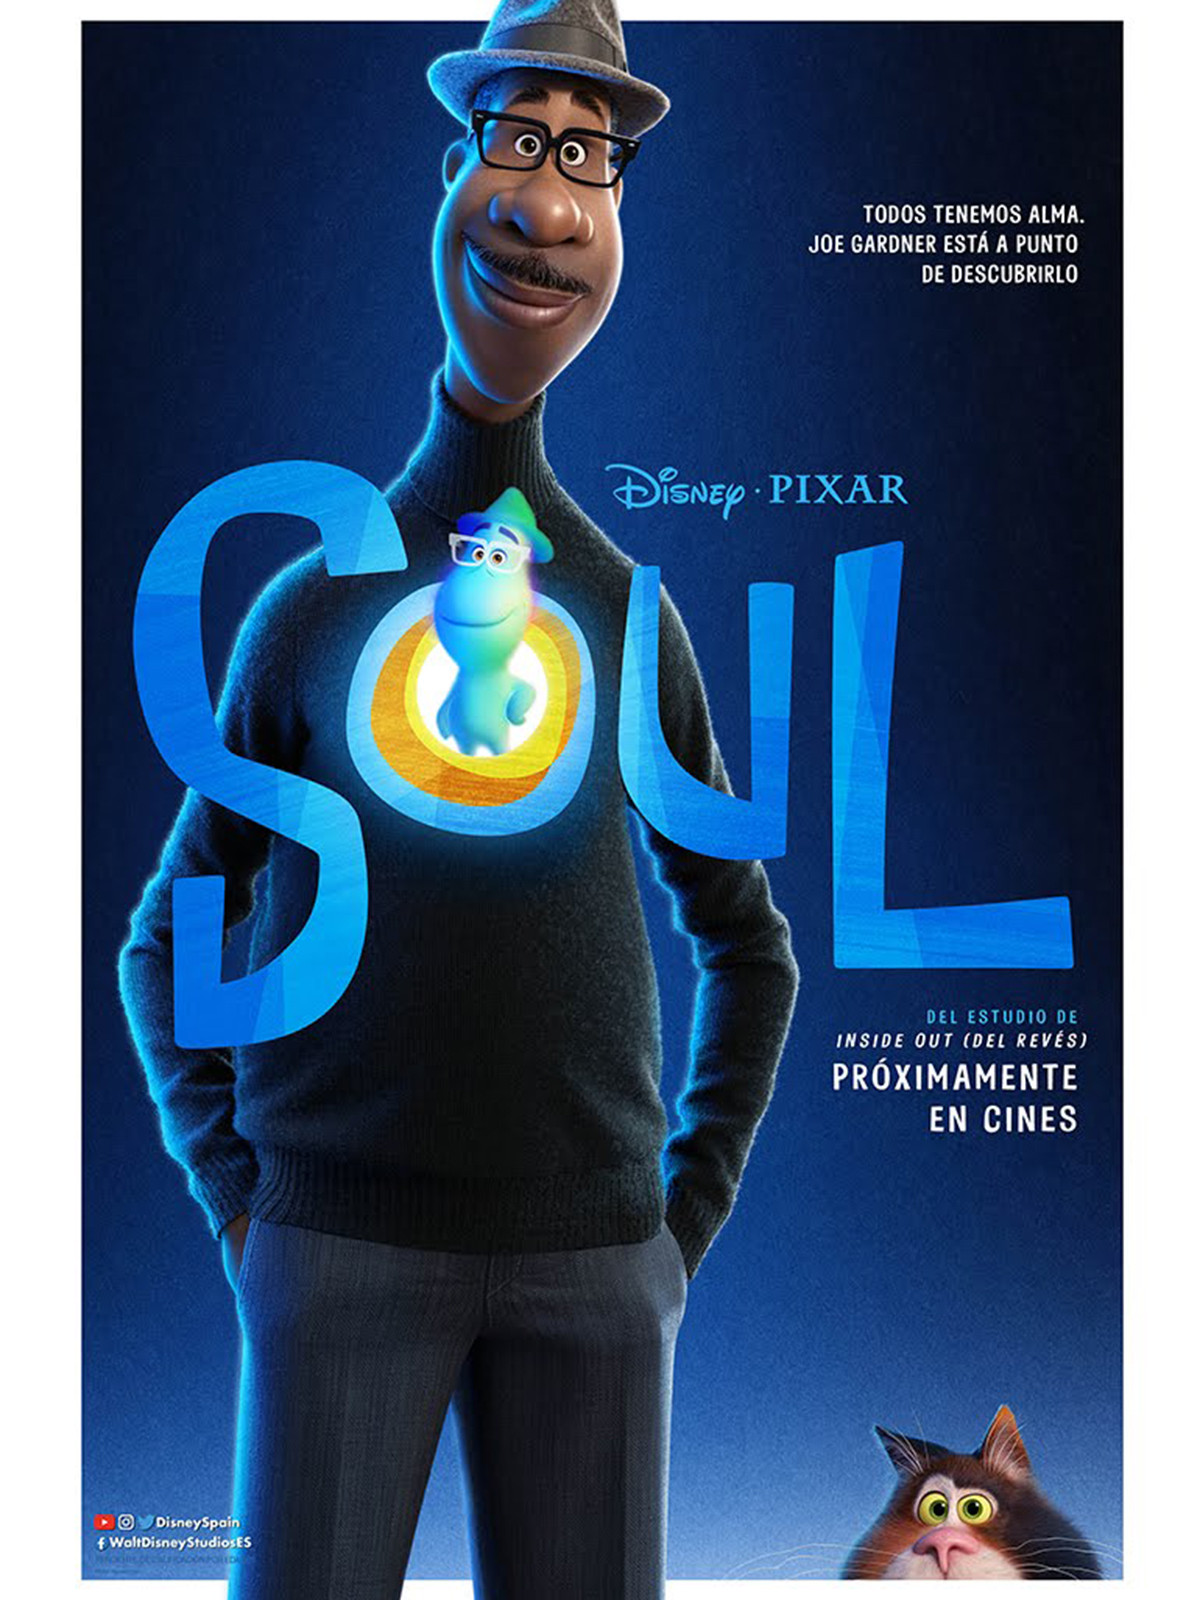 TODOS TENEMOS ALMA.
JOE GARDNER ESTÁ A PUNTO
DE DESCUBRIRLO
DISNEY · PIXAR
SOUL
DEL ESTUDIO DE
INSIDE OUT (DEL REVÉS)
PRÓXIMAMENTE
EN CINES
DisneySpain
WaltDisneyStudiosES